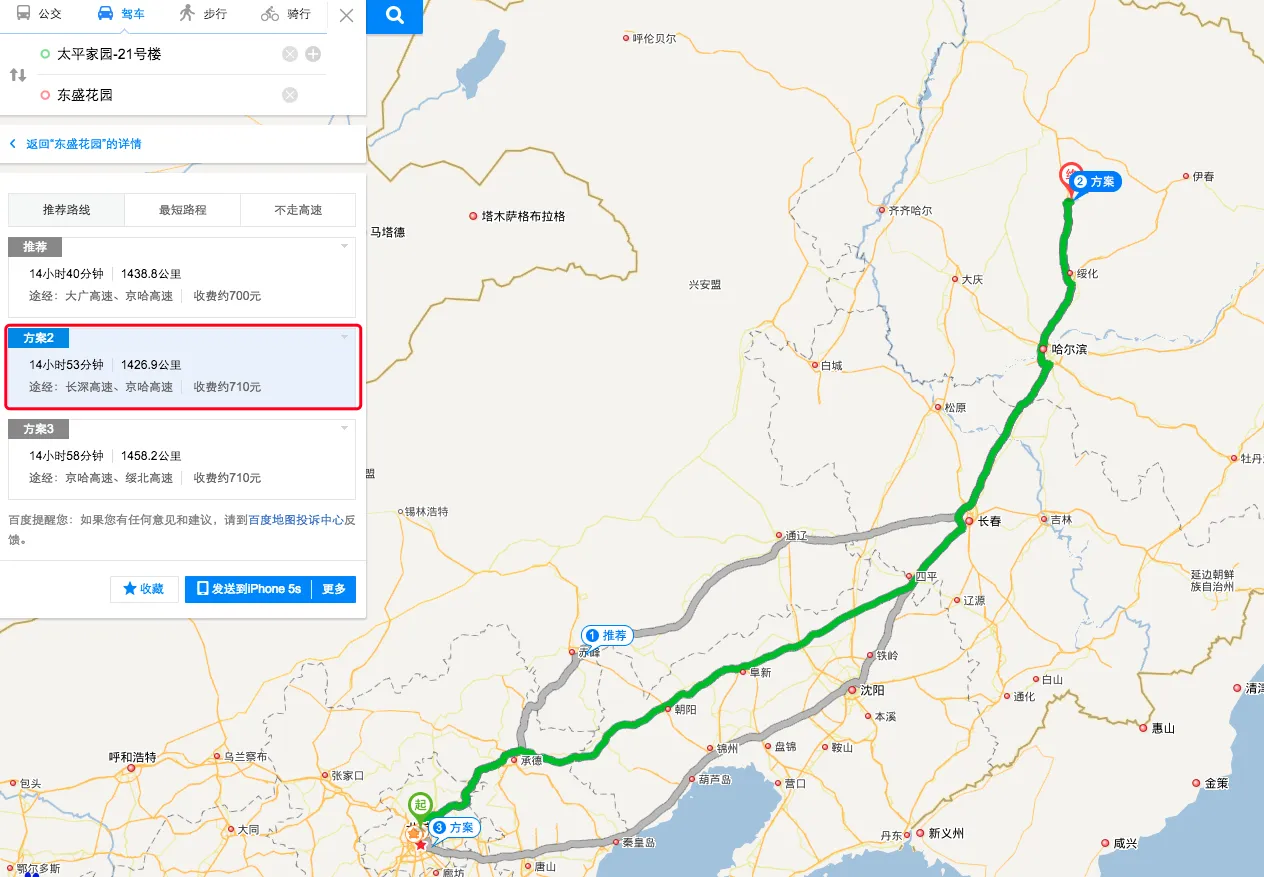 公交
驾车
步行
骑行
太平家园-21号楼
东盛花园
返回"东盛花园"的详情
推荐路线
最短路程
不走高速
推荐
14小时40分钟 1438.8公里
途经：大广高速、京哈高速 收费约700元
方案2
14小时53分钟 1426.9公里
途经：长深高速、京哈高速 收费约710元
方案3
14小时58分钟 1458.2公里
途经：京哈高速、绥北高速 收费约710元
百度提醒您：如果您有任何意见和建议，请到百度地图投诉中心反
馈。
收藏
发送到iPhone 5s
更多
呼伦贝尔
2 方案
伊春
齐齐哈尔
塔木萨格布拉格
马塔德
绥化
大庆
兴安盟
哈尔滨
白城
松原
牡丹
盟
锡林浩特
长春
吉林
通辽
四平
延边朝鲜
族自治州
辽源
1 推荐
赤峰
铁岭
阜新
白山
沈阳
通化
清津
朝阳
本溪
惠山
锦州
盘锦
鞍山
呼和浩特
乌兰察布
承德
张家口
葫芦岛
营口
金策
包头
起
3 方案
大同
丹东
新义州
秦皇岛
咸兴
唐山
廊坊
鄂尔多斯